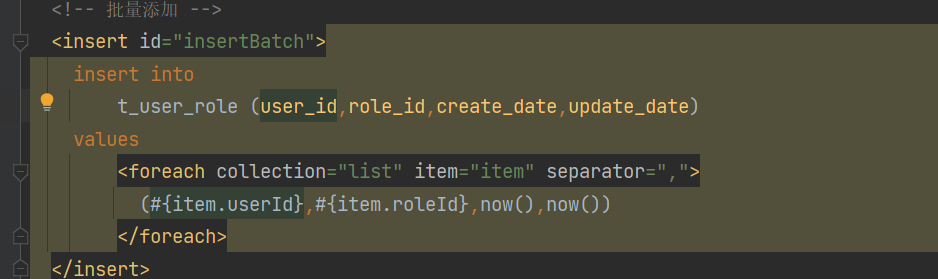 <!-- 批量添加 -->
<insert id="insertBatch">
insert into
t_user_role (user_id,role_id,create_date,update_date)
values
<foreach collection="list" item="item" separator=",">
(#{item.userId},#{item.roleId},now(),now())
</foreach>
</insert>